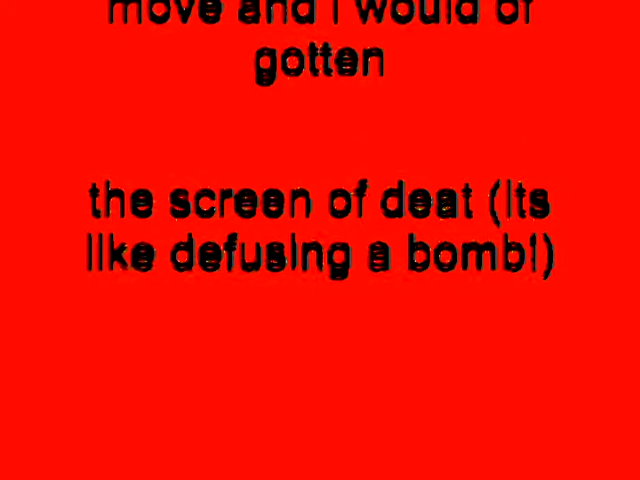 move and i would of
gotten
the screen of deat (its
like defusing a bomb!)